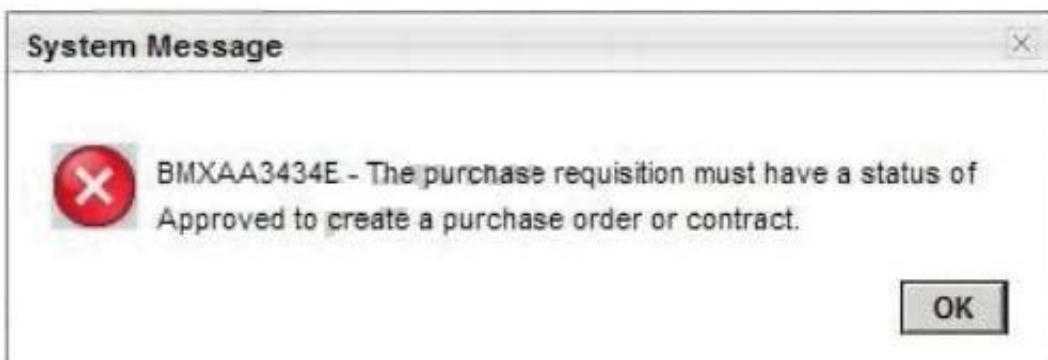 System Message
BMXAA3434E - The purchase requisition must have a status of
Approved to create a purchase order or contract.
OK